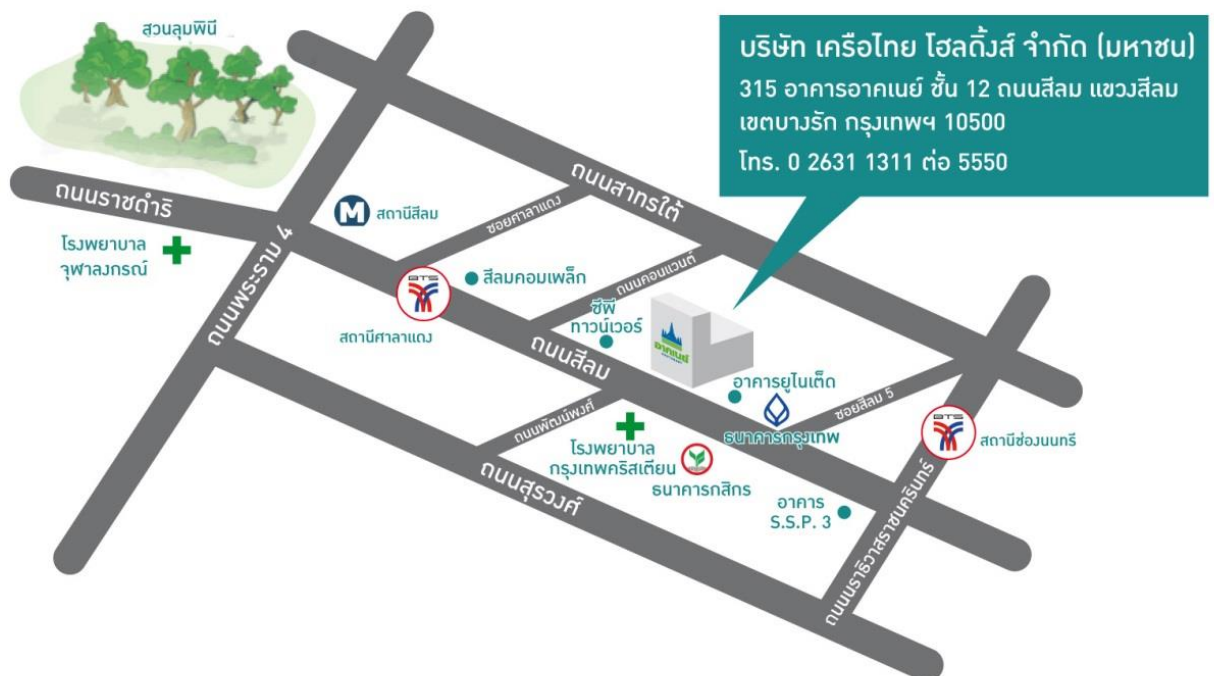 สวนลุมพินี
บริษัท เครือไทย โฮลดิ้งส์ จำกัด (มหาชน)
315 อาคารอาคเนย์ ชั้น 12 ถนนสีลม แขวงสีลม
เขตบางรัก กรุงเทพฯ 10500
โทร. 0 2631 1311 ต่อ 5550
ถนนราชดำริ
M สถานีสีลม
ซอยศาลาแดง
ถนนสาทรใต้
โรงพยาบาล
จุฬาลงกรณ์
ถนนพระราม 4
BTS
สถานีศาลาแดง
สีลมคอมเพล็ก
ถนนคอนแวนต์
ซีพี
ทาวน์เวอร์
อาคเนย์
ถนนสีลม
อาคารยูไนเต็ด
ธนาคารกรุงเทพ
ซอยสีลม 5
BTS
สถานีช่องนนทรี
ถนนพัฒน์พงศ์
โรงพยาบาล
กรุงเทพคริสเตียน
ธนาคารกสิกร
ถนนสุรวงศ์
อาคาร
S.S.P. 3
ถนนนราธิวาสราชนครินทร์